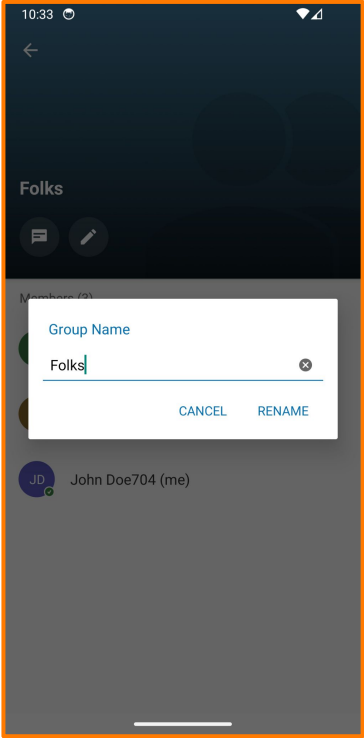 10:33
Folks
Members (3)
Group Name
Folks
CANCEL RENAME
JD John Doe704 (me)